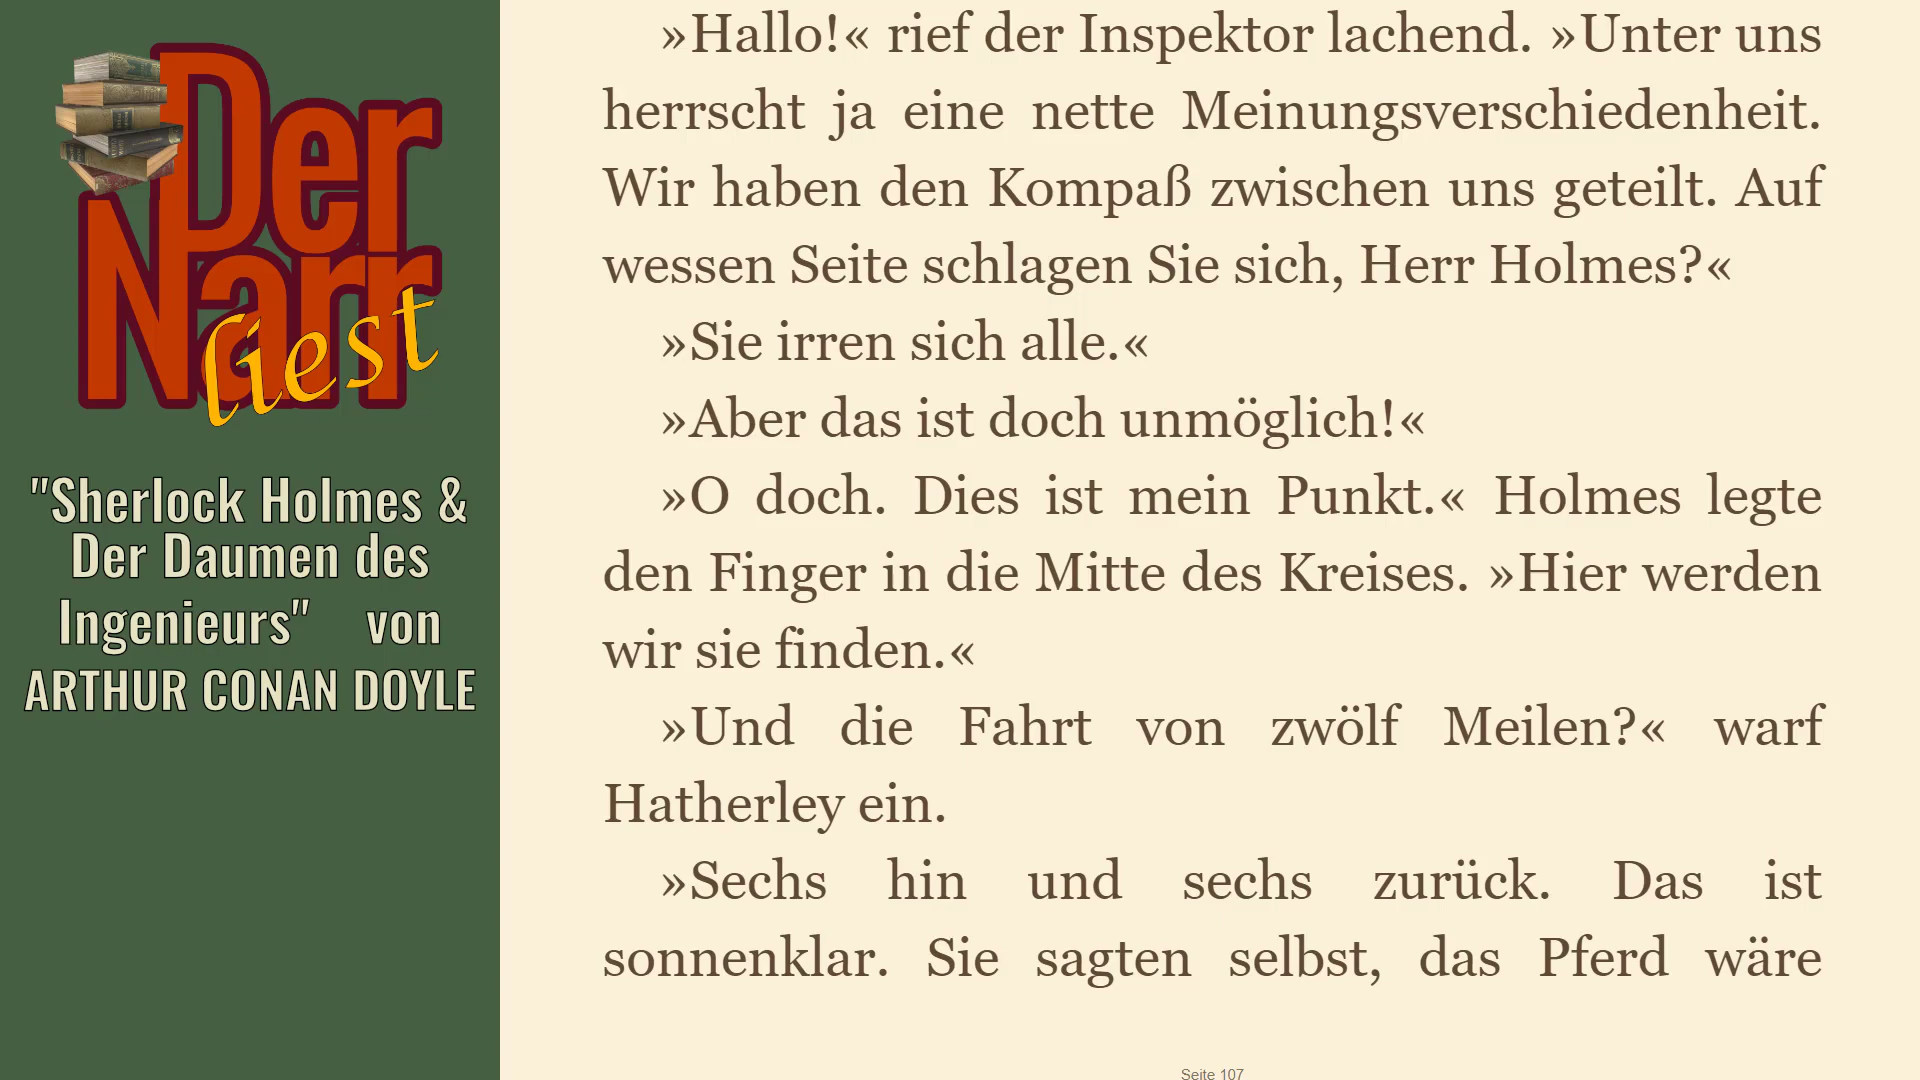 Der
Narr
liest
"Sherlock Holmes &
Der Daumen des
Ingenieurs" von
ARTHUR CONAN DOYLE
»Hallo!« rief der Inspektor lachend. »Unter uns
herrscht ja eine nette Meinungsverschiedenheit.
Wir haben den Kompaß zwischen uns geteilt. Auf
wessen Seite schlagen Sie sich, Herr Holmes?«
»Sie irren sich alle.«
»Aber das ist doch unmöglich!«
»O doch. Dies ist mein Punkt.« Holmes legte
den Finger in die Mitte des Kreises. »Hier werden
wir sie finden.«
»Und die Fahrt von zwölf Meilen?« warf
Hatherley ein.
»Sechs hin und sechs zurück. Das ist
sonnenklar. Sie sagten selbst, das Pferd wäre
Seite 107